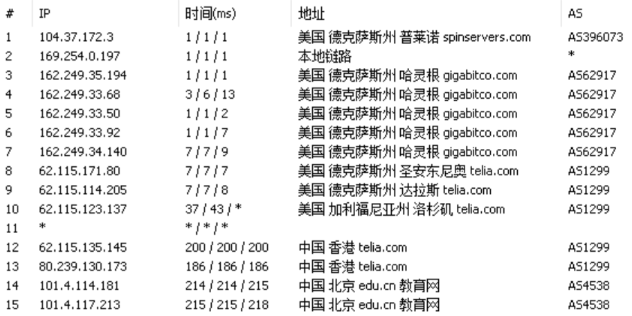 # IP 时间(ms) 地址 AS
1 104.37.172.3 1 / 1 / 1 美国 德克萨斯州 普莱诺 spinservers.com AS396073
2 169.254.0.197 1 / 1 / 1 本地链路 *
3 162.249.35.194 1 / 1 / 1 美国 德克萨斯州 哈灵根 gigabitco.com AS62917
4 162.249.33.68 3 / 6 / 13 美国 德克萨斯州 哈灵根 gigabitco.com AS62917
5 162.249.33.50 1 / 1 / 2 美国 德克萨斯州 哈灵根 gigabitco.com AS62917
6 162.249.33.92 1 / 1 / 7 美国 德克萨斯州 哈灵根 gigabitco.com AS62917
7 162.249.34.140 7 / 7 / 9 美国 德克萨斯州 哈灵根 gigabitco.com AS62917
8 62.115.171.80 7 / 7 / 7 美国 德克萨斯州 圣安东尼奥 telia.com AS1299
9 62.115.114.205 7 / 7 / 8 美国 德克萨斯州 达拉斯 telia.com AS1299
10 62.115.123.137 37 / 43 / * 美国 加利福尼亚州 洛杉矶 telia.com AS1299
11 * * / * / *
12 62.115.135.145 200 / 200 / 200 中国 香港 telia.com AS1299
13 80.239.130.173 186 / 186 / 186 中国 香港 telia.com AS1299
14 101.4.114.181 214 / 214 / 215 中国 北京 edu.cn 教育网 AS4538
15 101.4.117.213 215 / 215 / 218 中国 北京 edu.cn 教育网 AS4538